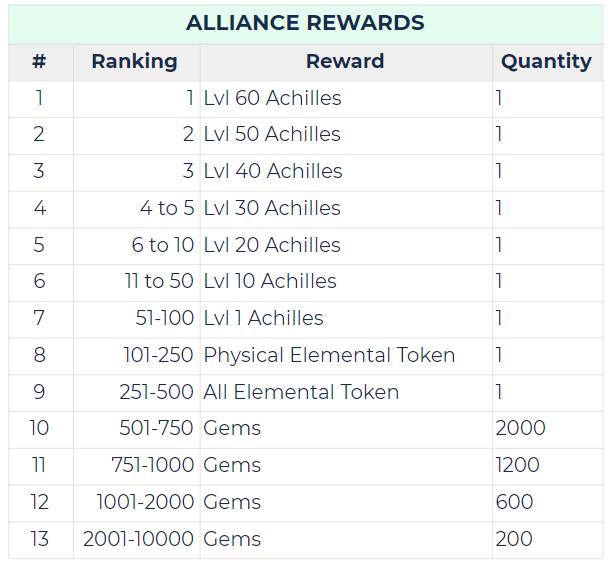 ALLIANCE REWARDS
# Ranking Reward Quantity
1 1 Lvl 60 Achilles 1
2 2 Lvl 50 Achilles 1
3 3 Lvl 40 Achilles 1
4 4 to 5 Lvl 30 Achilles 1
5 6 to 10 Lvl 20 Achilles 1
6 11 to 50 Lvl 10 Achilles 1
7 51-100 Lvl 1 Achilles 1
8 101-250 Physical Elemental Token 1
9 251-500 All Elemental Token 1
10 501-750 Gems 2000
11 751-1000 Gems 1200
12 1001-2000 Gems 600
13 2001-10000 Gems 200